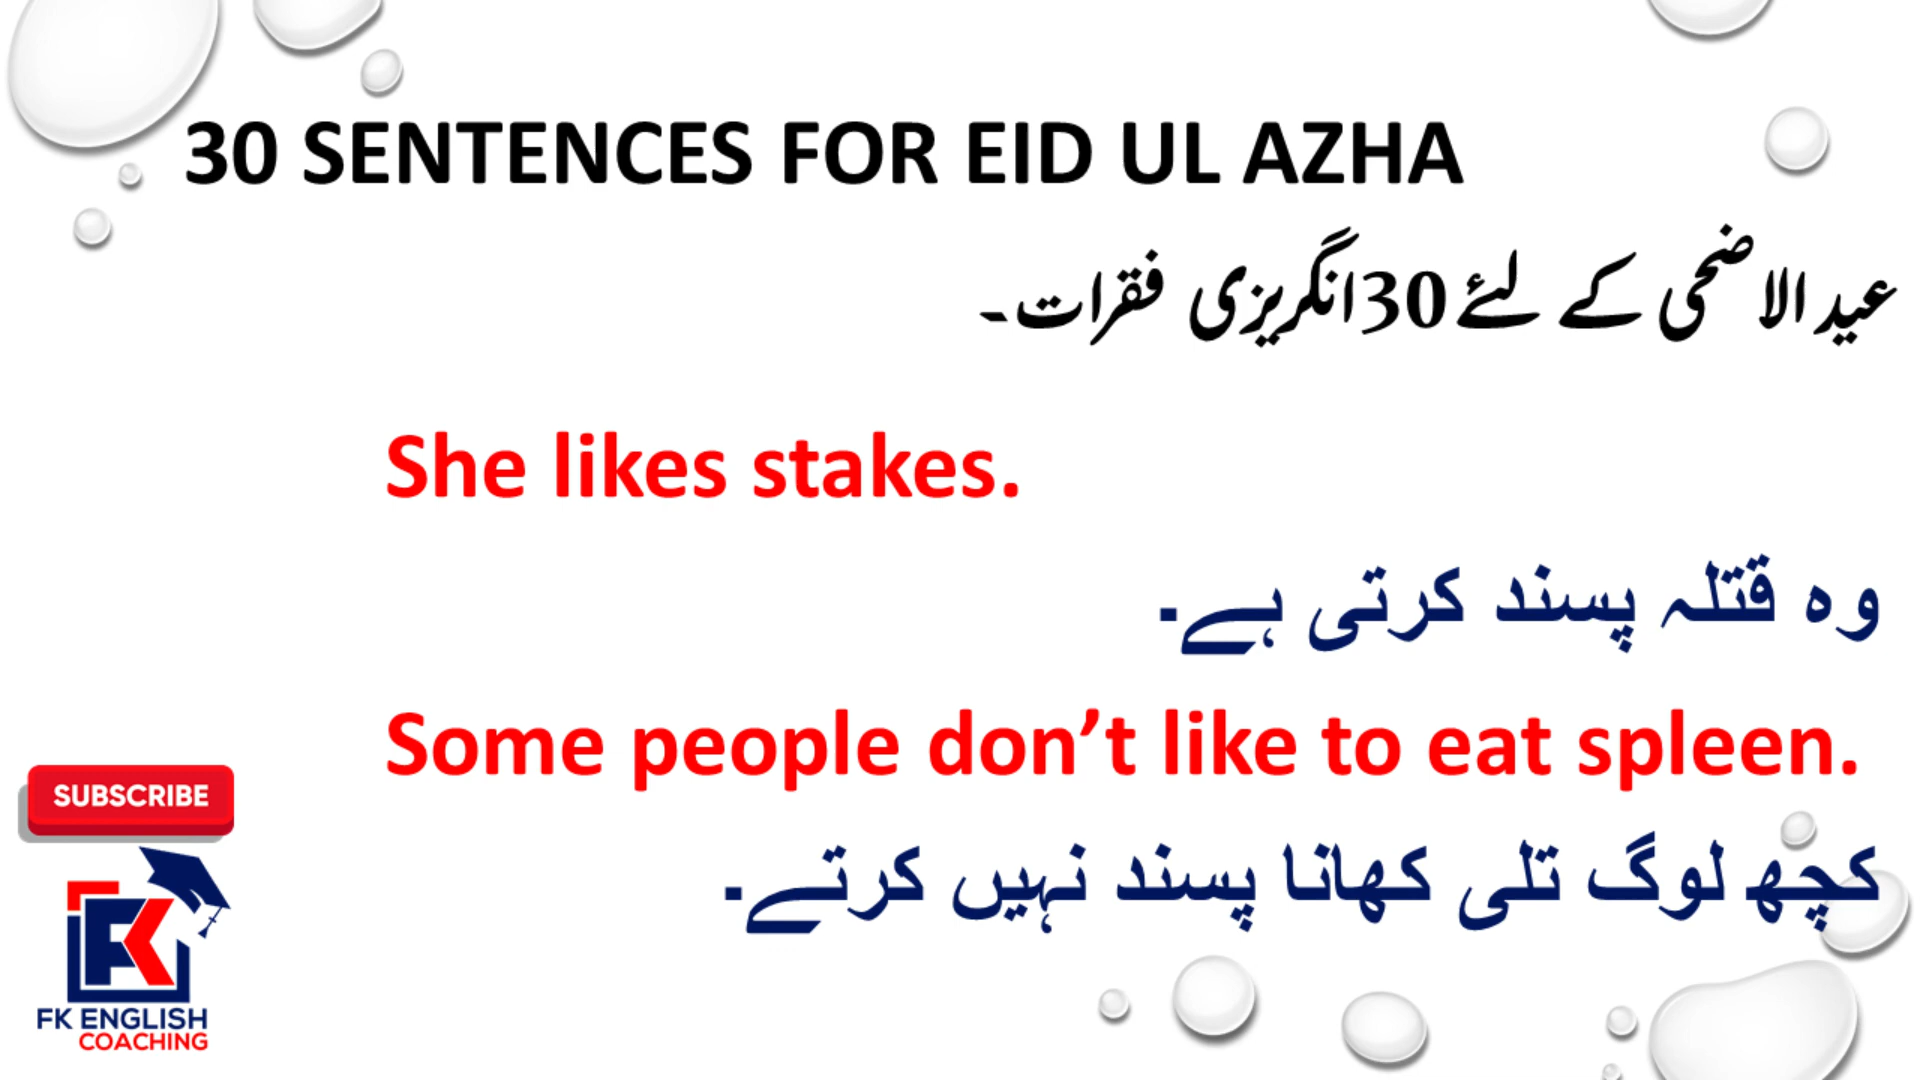 30 SENTENCES FOR EID UL AZHA
عید الاضحیٰ کے لئے 30انگریزی فقرات۔
She likes stakes.
وہ قتلہ پسند کرتی ہے۔
Some people don’t like to eat spleen.
کچھ لوگ تلی کھانا پسند نہیں کرتے۔
SUBSCRIBE
FK
FK ENGLISH
COACHING